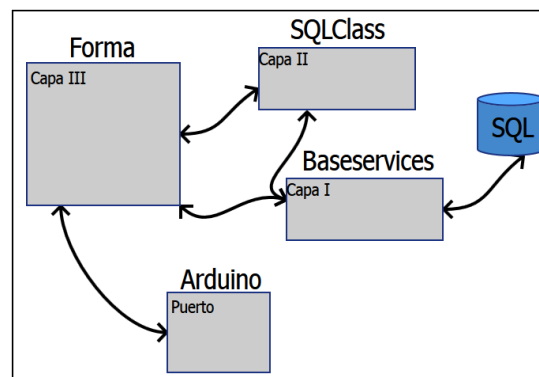 Forma
Capa III
SQLClass
Capa II
SQL
Baseservices
Capa I
Arduino
Puerto